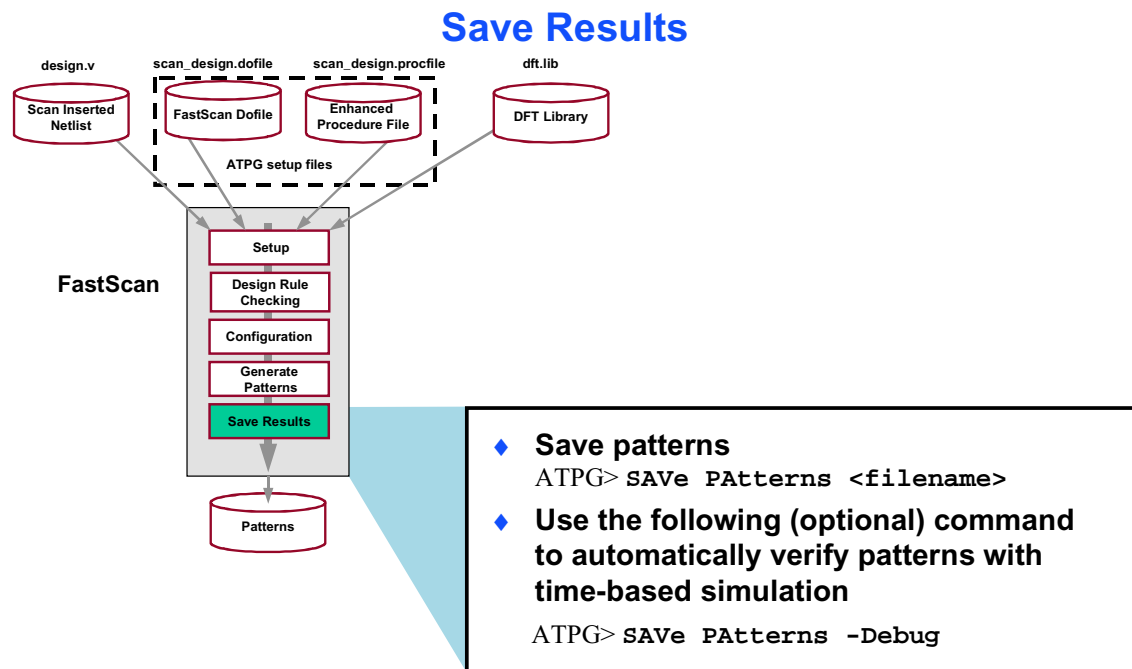 Save Results
design.v
scan_design.dofile
scan_design.procfile
dft.lib
Scan Inserted
Netlist
FastScan Dofile
Enhanced
Procedure File
DFT Library
ATPG setup files
FastScan
Setup
Design Rule
Checking
Configuration
Generate
Patterns
Save Results
Patterns
♦ Save patterns
ATPG> SAVe PAtterns <filename>
♦ Use the following (optional) command
to automatically verify patterns with
time-based simulation
ATPG> SAVe PAtterns -Debug